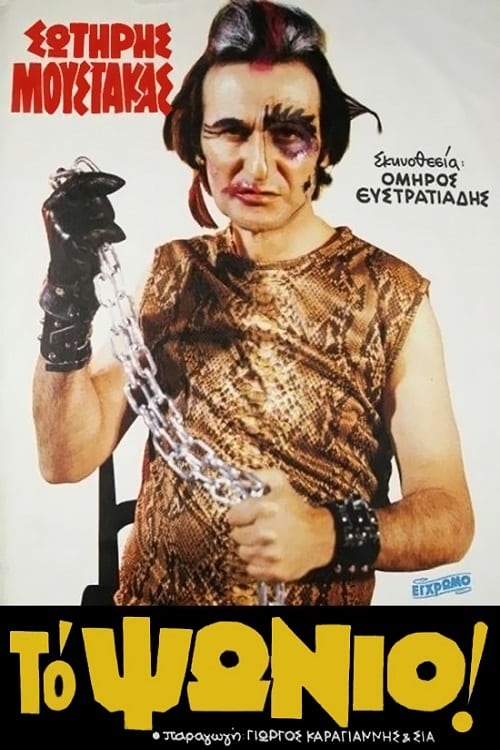 ΣΩΤΗΡΗΣ
ΜΟΥΣΤΑΚΑΣ
Σκηνοθεσία:
ΟΜΗΡΟΣ
ΕΥΣΤΡΑΤΙΑΔΗΣ
ΕΓΧΡΩΜΟ
ΤΟ ΨΩΝΙΟ!
• παραγωγή: ΓΙΩΡΓΟΣ ΚΑΡΑΓΙΑΝΝΗΣ & ΣΙΑ